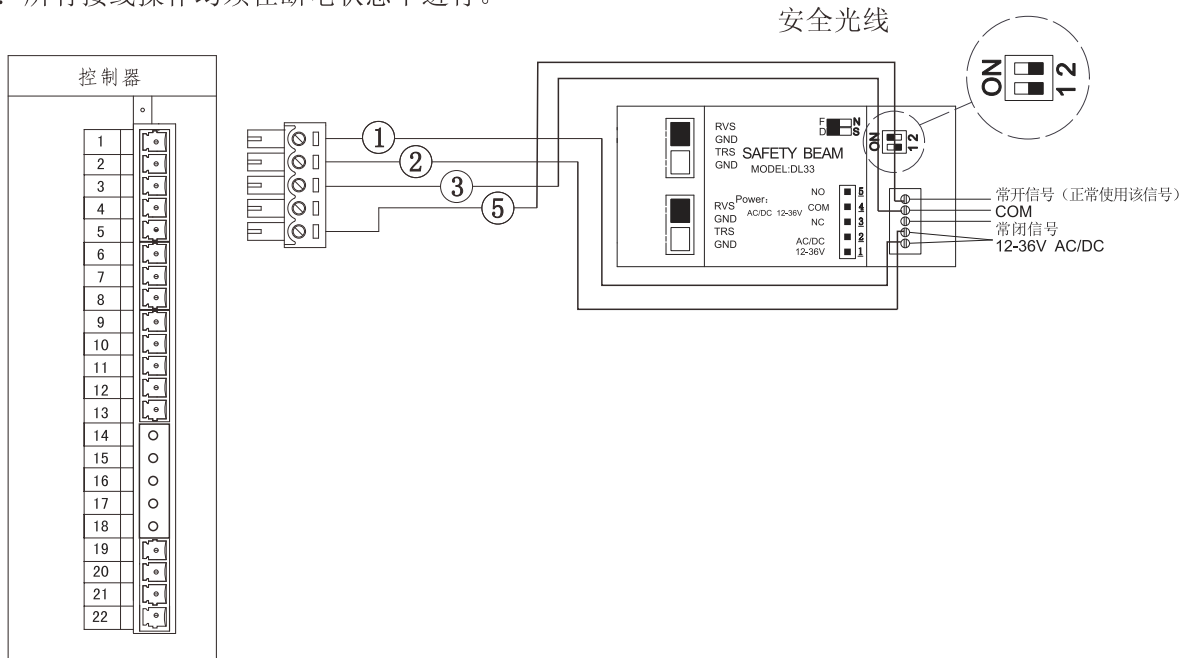 所有接线操作均须在断电状态下进行。
安全光线
控制器
1
2
3
4
5
6
7
8
9
10
11
12
13
14
15
16
17
18
19
20
21
22
①
②
③
⑤
ON
1 2
RVS
GND
TRS
GND
F
D
N
S
SAFETY BEAM
MODEL:DL33
ON
1 2
RVS
GND
TRS
GND
Power:
AC/DC 12-36V
NO 5
COM 4
NC 3
2
AC/DC
12-36V 1
常开信号（正常使用该信号）
COM
常闭信号
12-36V AC/DC